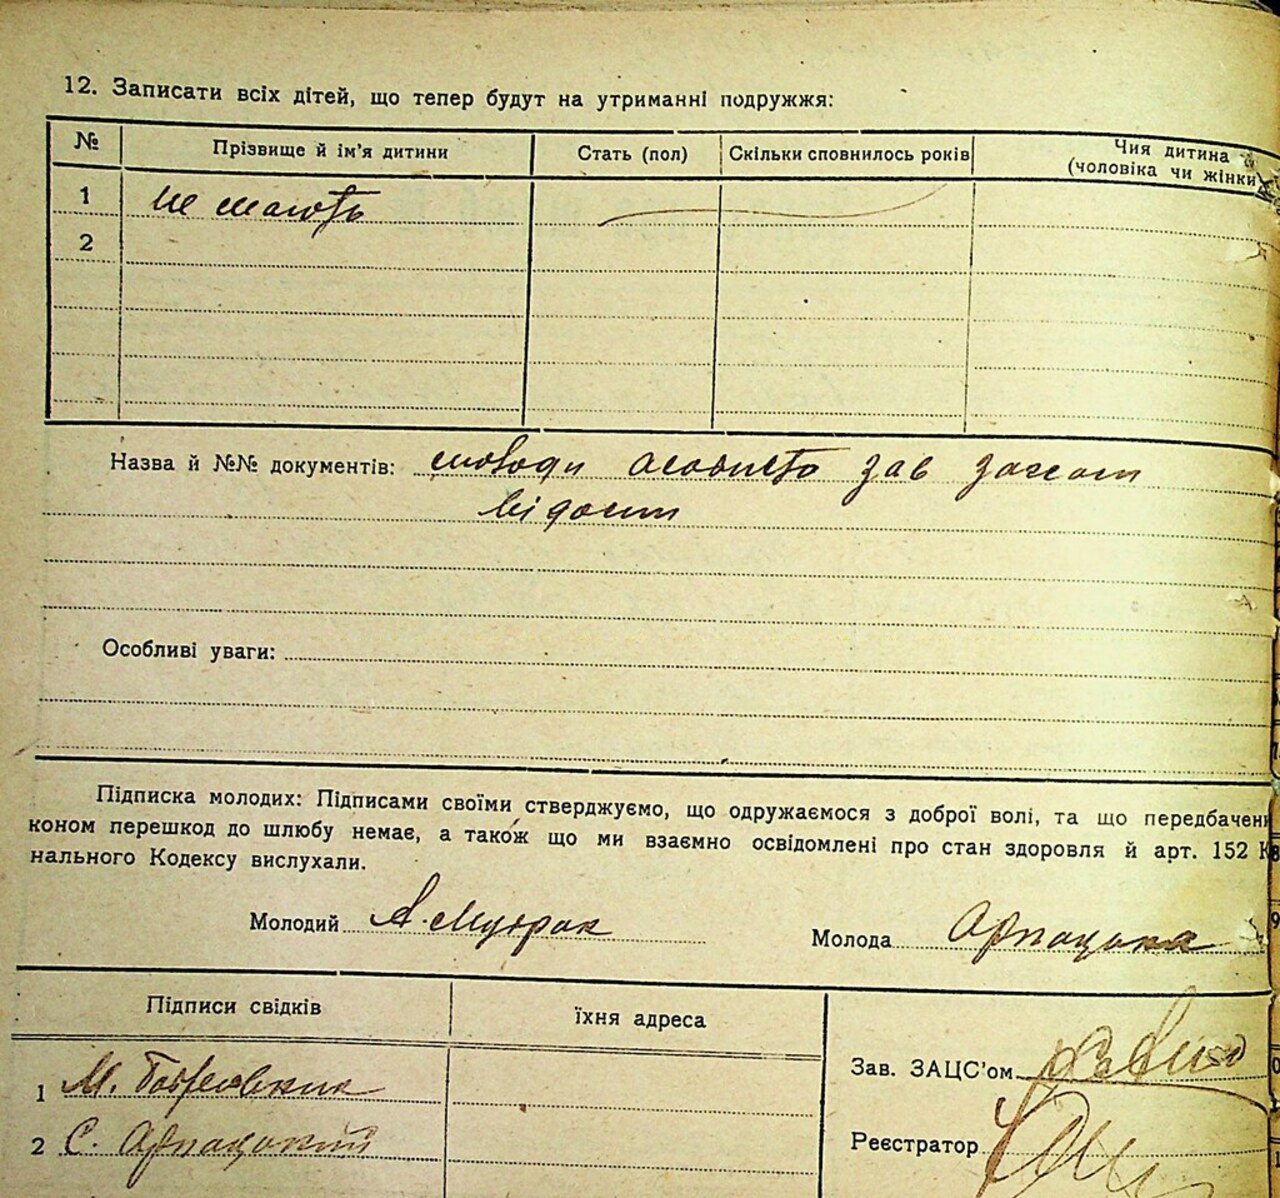 12. Записати всіх дітей, що тепер будут на утриманні подружжя:
№ Прізвище й ім'я дитини Стать (пол) Скільки сповнилось років Чия дитина
(чоловіка чи жінки
1 не мають
2
Назва й №№ документів: особисто зав
Особливі уваги:
Підписка молодих: Підписами своїми стверджуємо, що одружаємося з доброї волі, та що передбачени
коном перешкод до шлюбу немає, а також що ми взаємно освідомлені про стан здоровля й арт. 152 К
нального Кодексу вислухали.
Молодий А. Молода
Підписи свідків їхня адреса
Зав. ЗАЦС'ом
1 М.
Реєстратор
2 С.